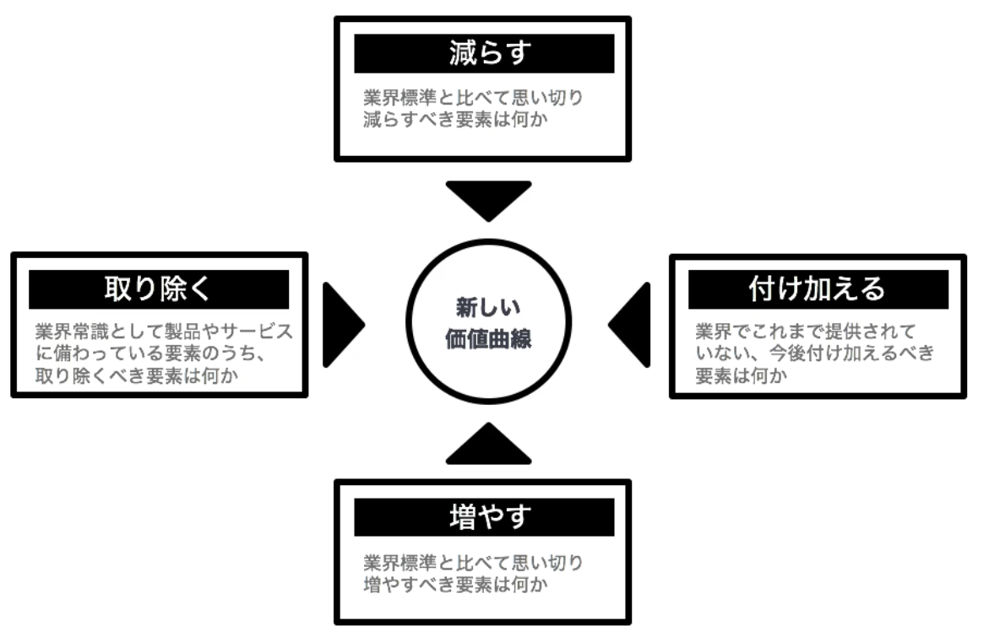 減らす
業界標準と比べて思い切り
減らすべき要素は何か
取り除く
業界常識として製品やサービス
に備わっている要素のうち、
取り除くべき要素は何か
新しい
価値曲線
付け加える
業界でこれまで提供されて
いない、今後付け加えるべき
要素は何か
増やす
業界標準と比べて思い切り
増やすべき要素は何か